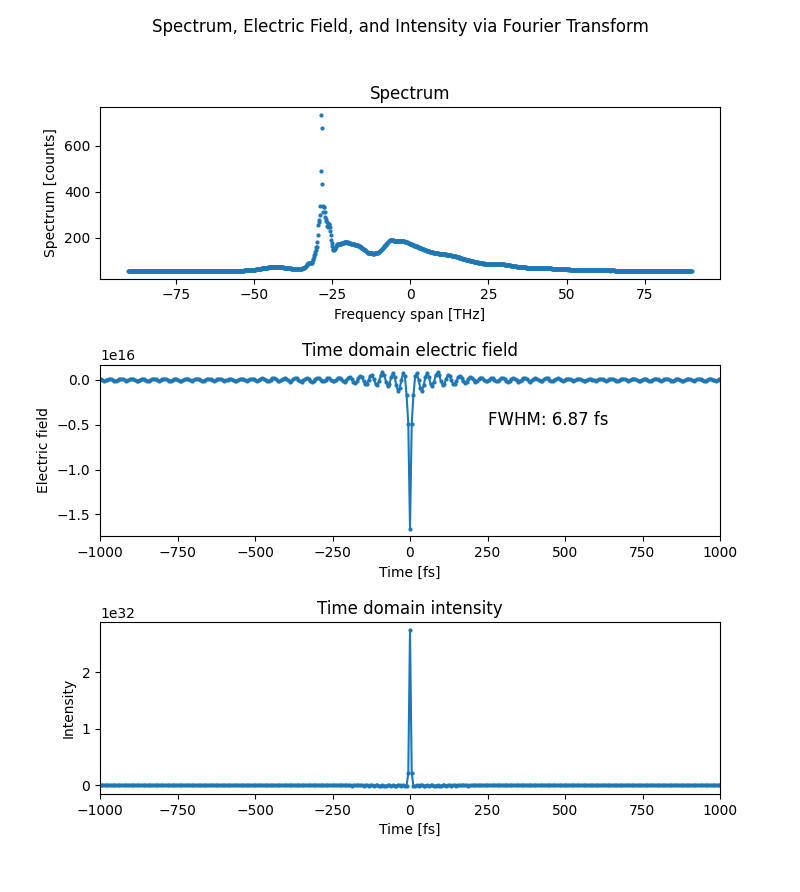 Spectrum, Electric Field, and Intensity via Fourier Transform
Spectrum
Spectrum [counts]
600
400
200
−75 −50 −25 0 25 50 75
Frequency span [THz]
1e16
Time domain electric field
Electric field
0.0
−0.5
−1.0
−1.5
FWHM: 6.87 fs
−1000 −750 −500 −250 0 250 500 750 1000
Time [fs]
1e32
Time domain intensity
Intensity
2
1
0
−1000 −750 −500 −250 0 250 500 750 1000
Time [fs]